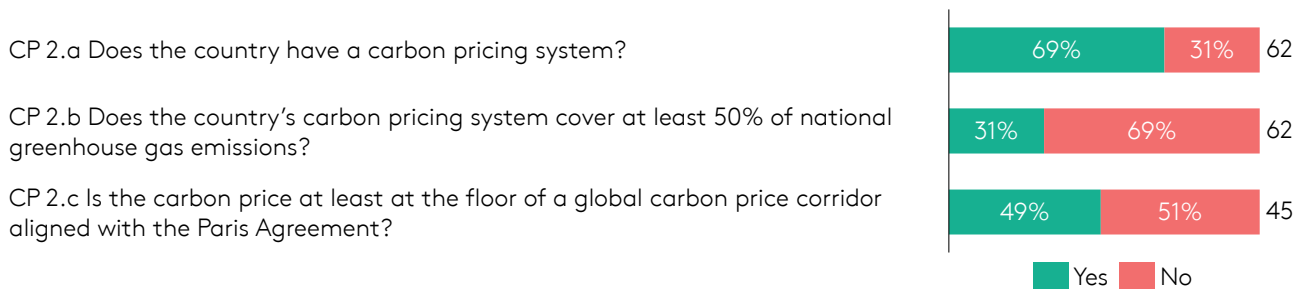 CP 2.a Does the country have a carbon pricing system?
69% 31% 62
CP 2.b Does the country’s carbon pricing system cover at least 50% of national
greenhouse gas emissions?
31% 69% 62
CP 2.c Is the carbon price at least at the floor of a global carbon price corridor
aligned with the Paris Agreement?
49% 51% 45
Yes No